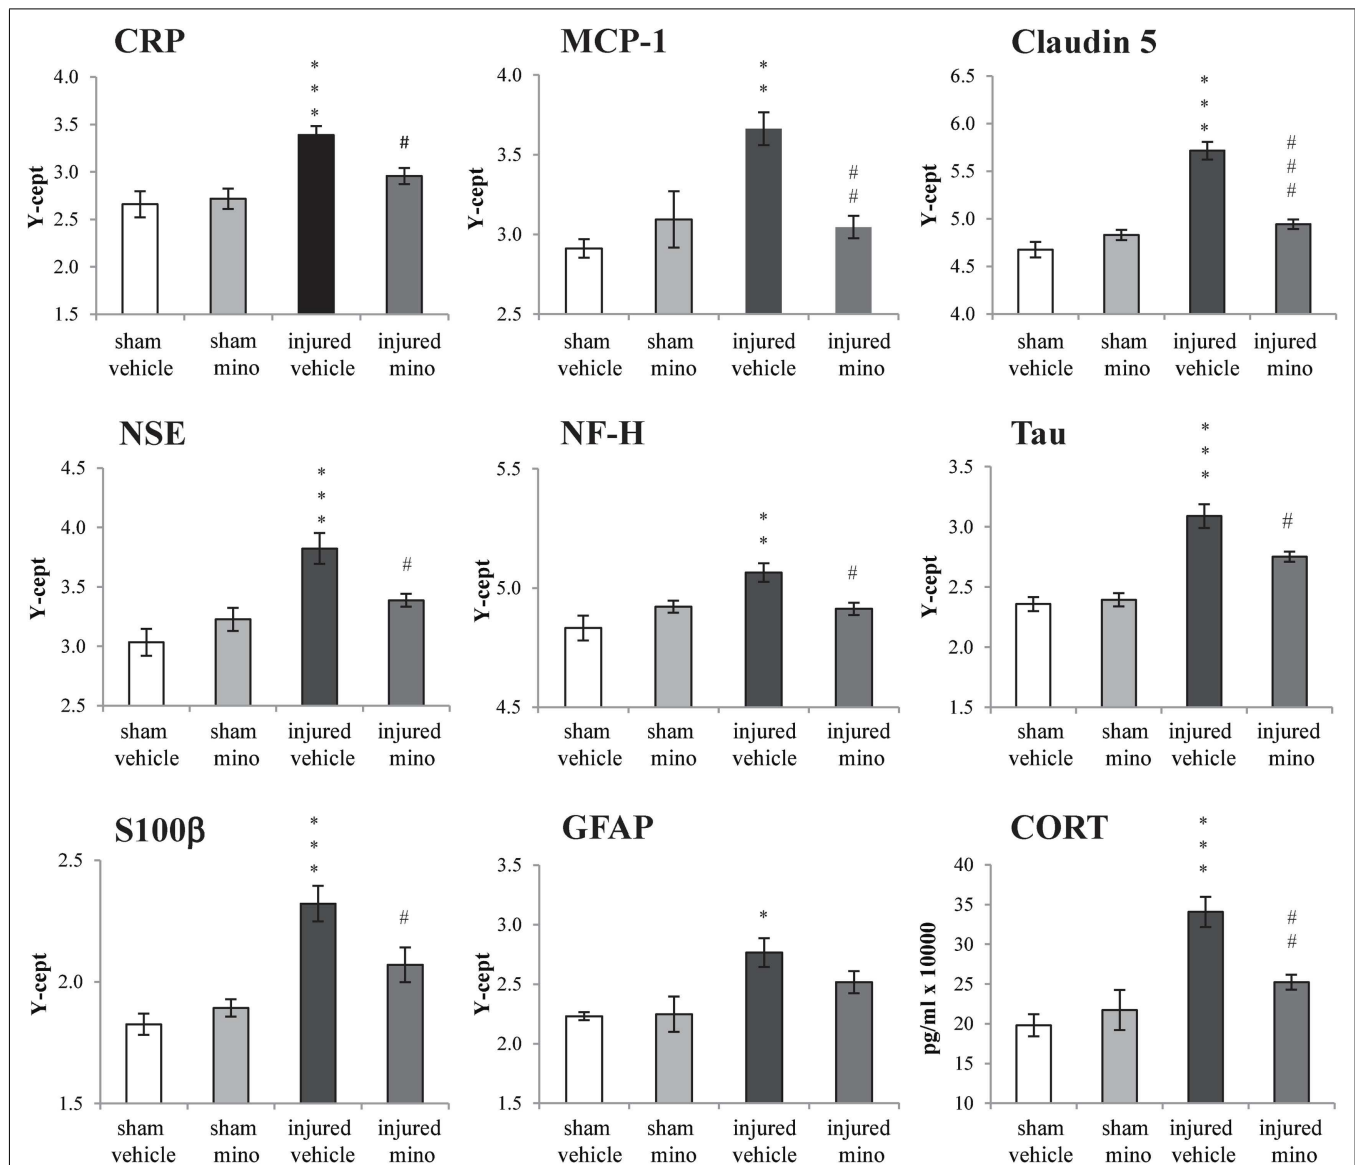 CRP
* * *
4.0
3.5
#
3.0
Y-cept
2.5
2.0
1.5
sham sham injured injured
vehicle mino vehicle mino
MCP-1
* *
4.0
3.5
# #
Y-cept
3.0
2.5
sham sham injured injured
vehicle mino vehicle mino
Claudin 5
* * *
6.5
6.0
# # #
5.5
Y-cept
5.0
4.5
4.0
sham sham injured injured
vehicle mino vehicle mino
NSE
4.5
* * *
4.0
#
3.5
Y-cept
3.0
2.5
sham sham injured injured
vehicle mino vehicle mino
NF-H
5.5
* *
#
5.0
Y-cept
4.5
sham sham injured injured
vehicle mino vehicle mino
Tau
* * *
3.5
#
3.0
2.5
Y-cept
2.0
1.5
sham sham injured injured
vehicle mino vehicle mino
S100β
* * *
2.5
#
2.0
Y-cept
1.5
sham sham injured injured
vehicle mino vehicle mino
GFAP
3.5
*
3.0
2.5
Y-cept
2.0
1.5
sham sham injured injured
vehicle mino vehicle mino
CORT
* * *
40
35
# #
30
pg/ml x 10000
25
20
15
10
sham sham injured injured
vehicle mino vehicle mino